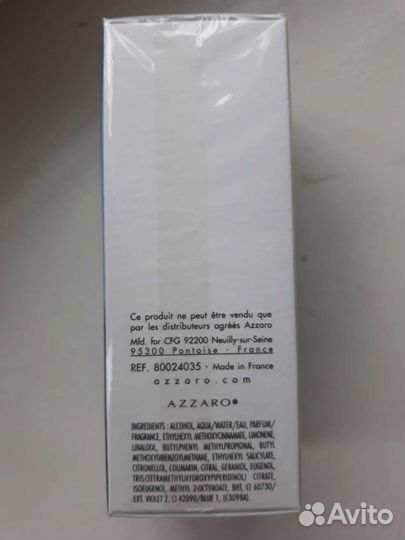 Ce produit ne peut être vendu que
par les distributeurs agréés Azzaro
Mfd. for CFG 92200 Neuilly-sur-Seine
95300 Pontoise - France
REF. 80024035 - Made in France
azzaro.com
AZZARO®
INGREDIENTS : ALCOHOL, AQUA/WATER/EAU, PARFUM/
FRAGRANCE, ETHYLHEXYL METHOXYCINNAMATE, LIMONENE,
LINALOOL, BUTYLPHENYL METHYLPROPIONAL, BUTYL
METHOXYDIBENZOYLMETHANE, ETHYLHEXYL SALICYLATE,
CITRONELLOL, COUMARIN, CITRAL, GERANIOL, EUGENOL,
TRIS(TETRAMETHYLHYDROXYPIPERIDINOL) CITRATE,
ISOEUGENOL, METHYL 2-OCTYNOATE, BHT, CI 60730/
EXT. VIOLET 2, CI 42090/BLUE 1, (C309BA).
Avito